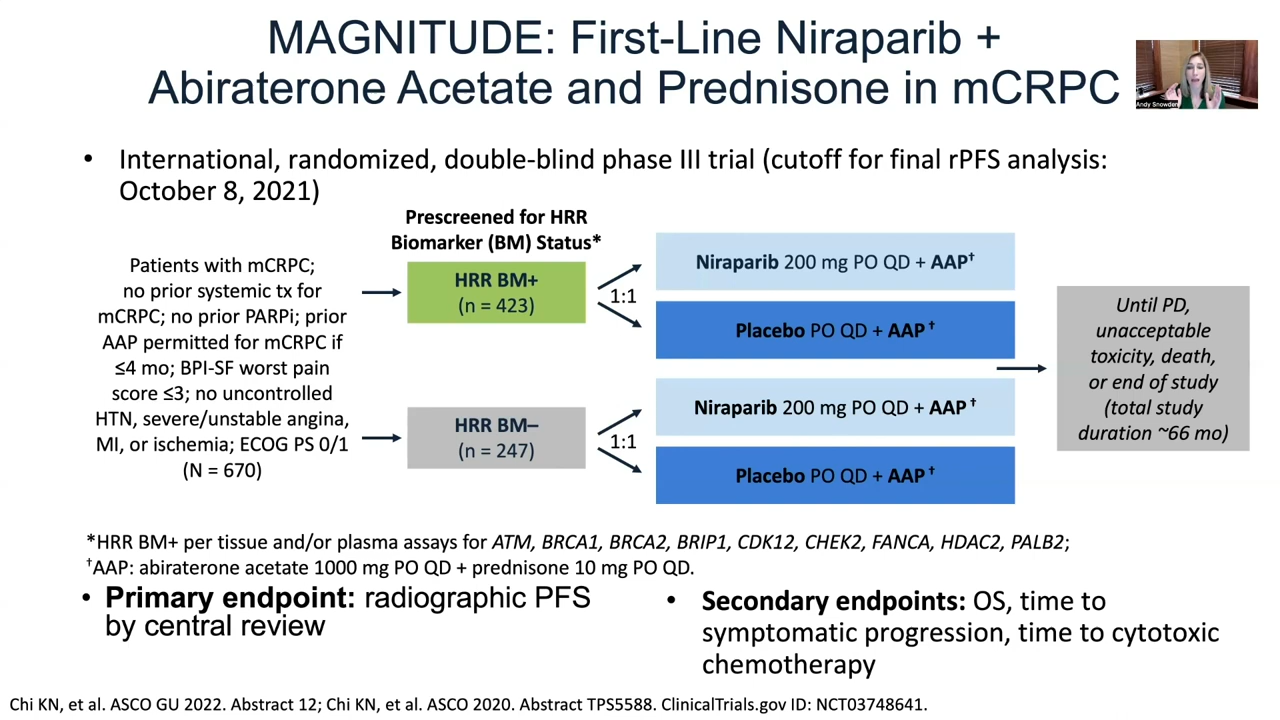 MAGNITUDE: First-Line Niraparib +
Abiraterone Acetate and Prednisone in mCRPC
Andy Snowden
• International, randomized, double-blind phase III trial (cutoff for final rPFS analysis:
October 8, 2021)
Patients with mCRPC;
no prior systemic tx for
mCRPC; no prior PARPi; prior
AAP permitted for mCRPC if
≤4 mo; BPI-SF worst pain
score ≤3; no uncontrolled
HTN, severe/unstable angina,
MI, or ischemia; ECOG PS 0/1
(N = 670)
Prescreened for HRR
Biomarker (BM) Status*
HRR BM+
(n = 423)
1:1
Niraparib 200 mg PO QD + AAP†
Placebo PO QD + AAP †
HRR BM–
(n = 247)
1:1
Niraparib 200 mg PO QD + AAP †
Placebo PO QD + AAP †
Until PD,
unacceptable
toxicity, death,
or end of study
(total study
duration ~66 mo)
*HRR BM+ per tissue and/or plasma assays for ATM, BRCA1, BRCA2, BRIP1, CDK12, CHEK2, FANCA, HDAC2, PALB2;
†AAP: abiraterone acetate 1000 mg PO QD + prednisone 10 mg PO QD.
• Primary endpoint: radiographic PFS
by central review
• Secondary endpoints: OS, time to
symptomatic progression, time to cytotoxic
chemotherapy
Chi KN, et al. ASCO GU 2022. Abstract 12; Chi KN, et al. ASCO 2020. Abstract TPS5588. ClinicalTrials.gov ID: NCT03748641.